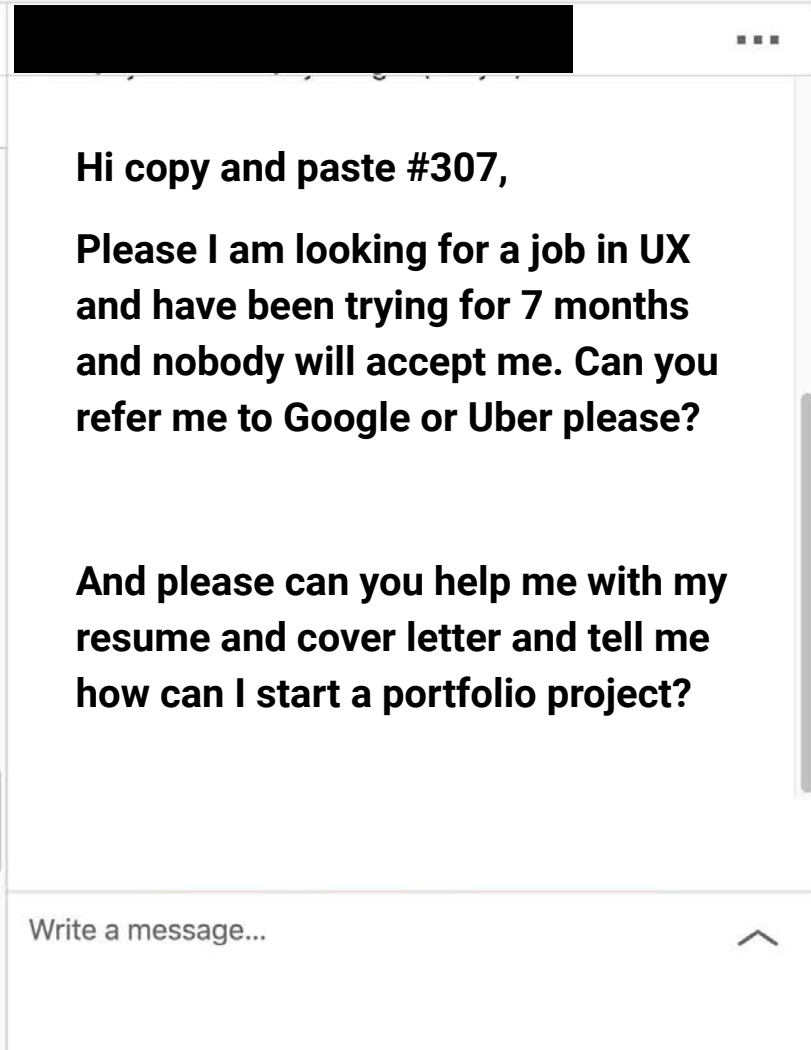 Hi copy and paste #307,
Please I am looking for a job in UX
and have been trying for 7 months
and nobody will accept me. Can you
refer me to Google or Uber please?
And please can you help me with my
resume and cover letter and tell me
how can I start a portfolio project?
Write a message...